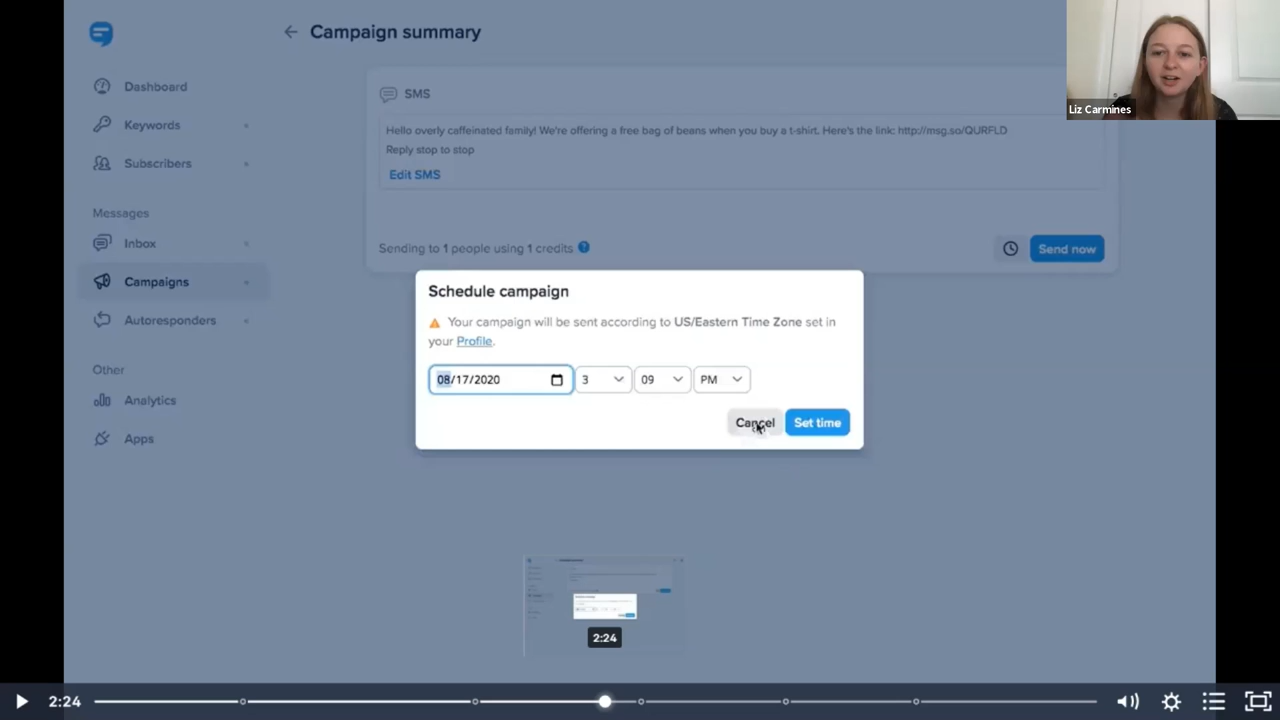 Campaign summary
Liz Carmines
Dashboard
Keywords
Subscribers
Messages
Inbox
Campaigns
Autoresponders
Other
Analytics
Apps
SMS
Hello overly caffeinated family! We're offering a free bag of beans when you buy a t-shirt. Here's the link: http://msg.so/QURFLD
Reply stop to stop
Edit SMS
Sending to 1 people using 1 credits ?
Send now
Schedule campaign
Your campaign will be sent according to US/Eastern Time Zone set in
your Profile.
08/17/2020 3 09 PM
Cancel Set time
2:24
2:24